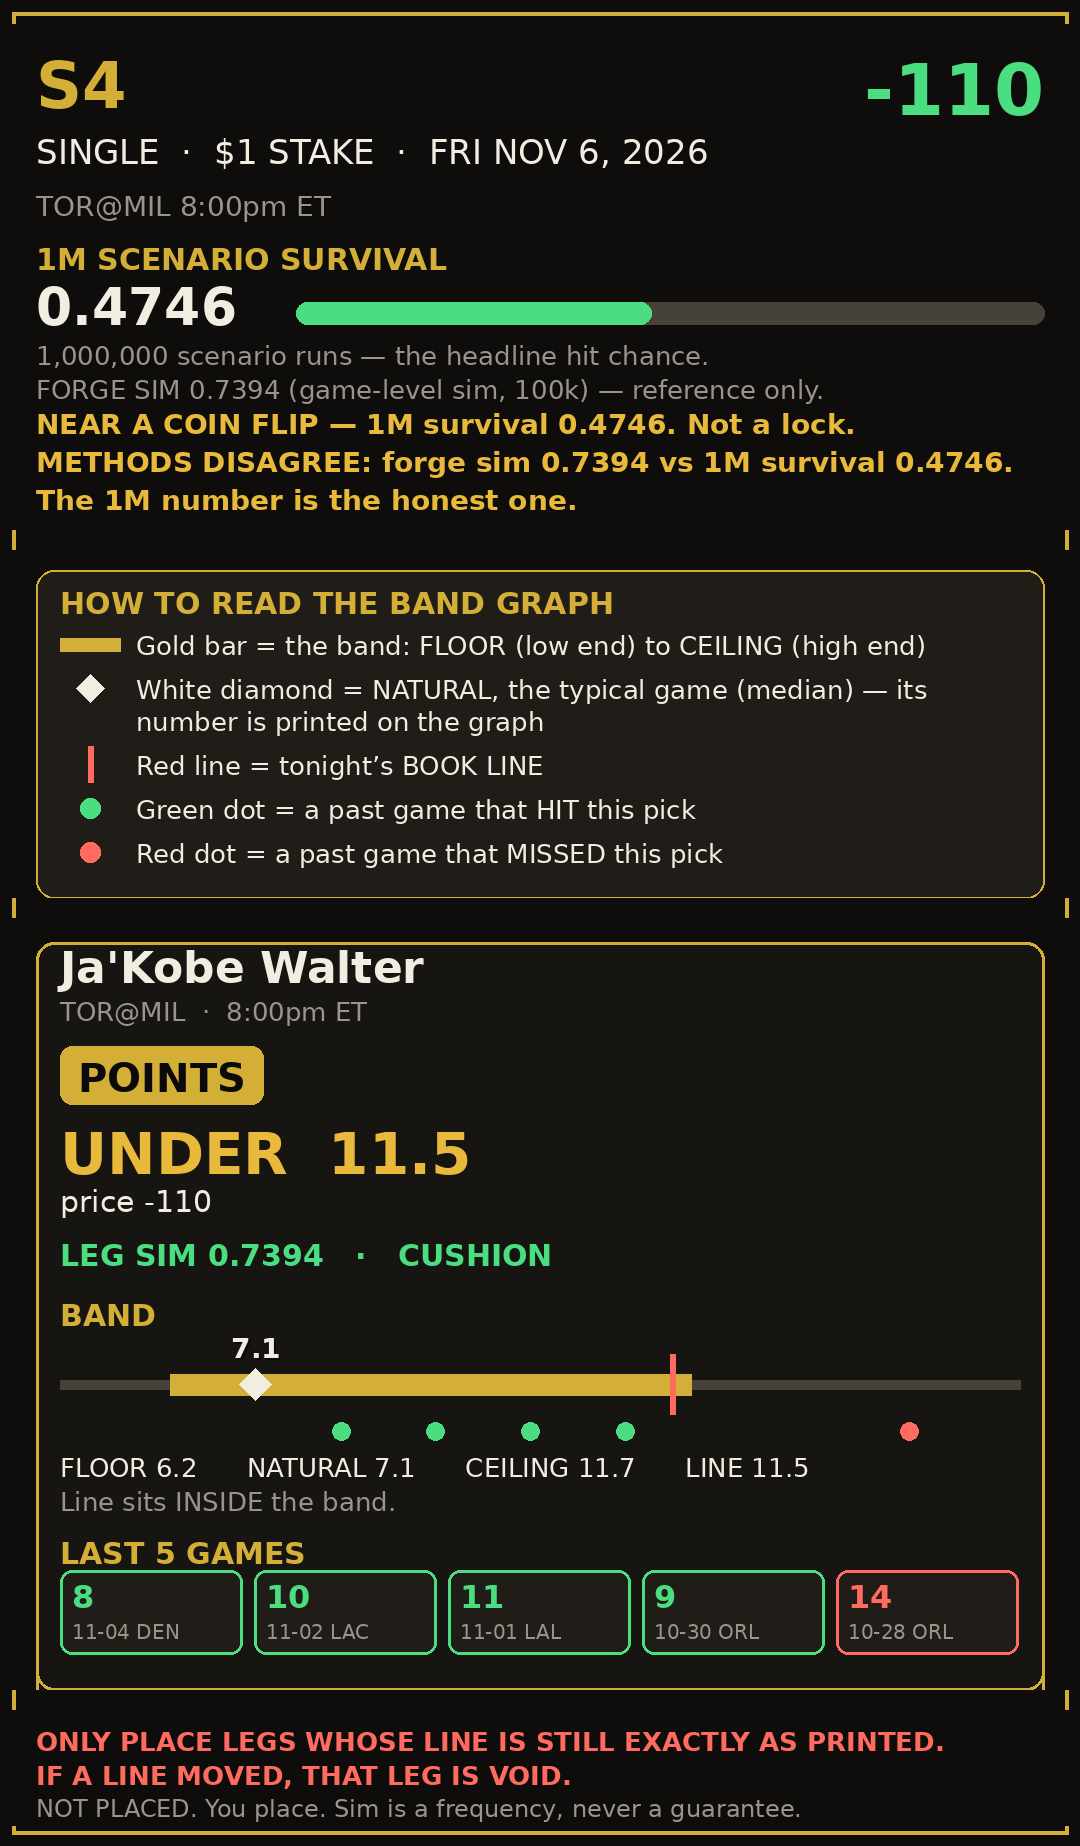 S4 -110
SINGLE · $1 STAKE · FRI NOV 6, 2026
TOR@MIL 8:00pm ET
1M SCENARIO SURVIVAL
0.4746
1,000,000 scenario runs — the headline hit chance.
FORGE SIM 0.7394 (game-level sim, 100k) — reference only.
NEAR A COIN FLIP — 1M survival 0.4746. Not a lock.
METHODS DISAGREE: forge sim 0.7394 vs 1M survival 0.4746.
The 1M number is the honest one.
HOW TO READ THE BAND GRAPH
Gold bar = the band: FLOOR (low end) to CEILING (high end)
White diamond = NATURAL, the typical game (median) — its
number is printed on the graph
Red line = tonight’s BOOK LINE
Green dot = a past game that HIT this pick
Red dot = a past game that MISSED this pick
Ja'Kobe Walter
TOR@MIL · 8:00pm ET
POINTS
UNDER 11.5
price -110
LEG SIM 0.7394 · CUSHION
BAND
7.1
FLOOR 6.2 NATURAL 7.1 CEILING 11.7 LINE 11.5
Line sits INSIDE the band.
LAST 5 GAMES
8 10 11 9 14
11-04 DEN 11-02 LAC 11-01 LAL 10-30 ORL 10-28 ORL
ONLY PLACE LEGS WHOSE LINE IS STILL EXACTLY AS PRINTED.
IF A LINE MOVED, THAT LEG IS VOID.
NOT PLACED. You place. Sim is a frequency, never a guarantee.